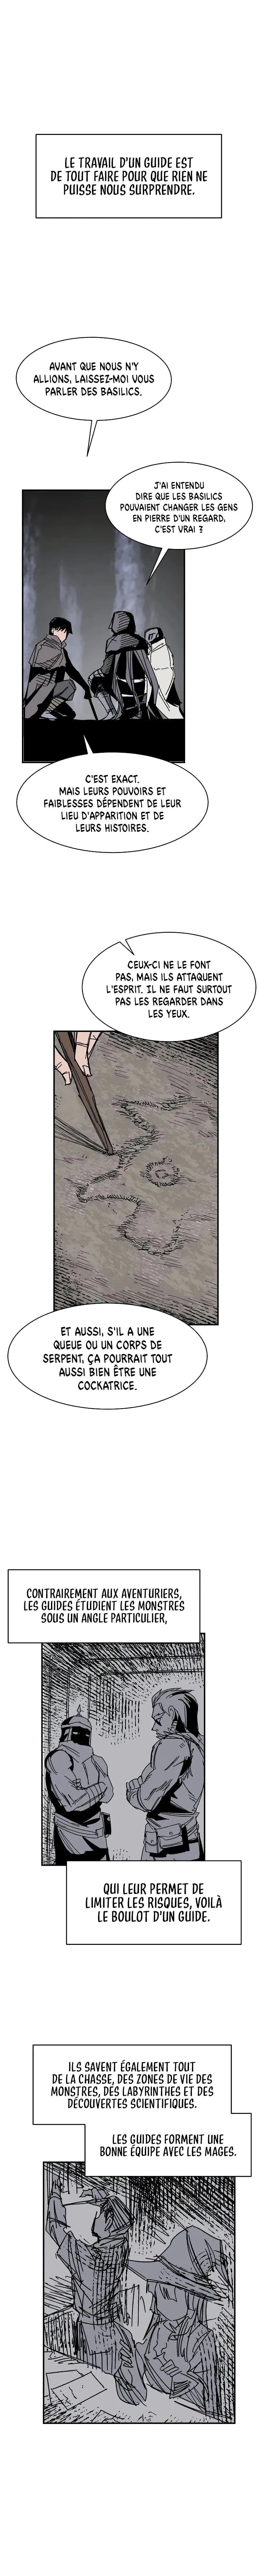 LE TRAVAIL D'UN GUIDE EST
DE TOUT FAIRE POUR QUE RIEN NE
PUISSE NOUS SURPRENDRE.
AVANT QUE NOUS N'Y
ALLIONS, LAISSEZ-MOI VOUS
PARLER DES BASILICS.
J'AI ENTENDU
DIRE QUE LES BASILICS
POUVAIENT CHANGER LES GENS
EN PIERRE D'UN REGARD,
C'EST VRAI ?
C'EST EXACT.
MAIS LEURS POUVOIRS ET
FAIBLESSES DÉPENDENT DE LEUR
LIEU D'APPARITION ET DE
LEURS HISTOIRES.
CEUX-CI NE LE FONT
PAS, MAIS ILS ATTAQUENT
L'ESPRIT. IL NE FAUT SURTOUT
PAS LES REGARDER DANS
LES YEUX.
ET AUSSI, S'IL A UNE
QUEUE OU UN CORPS DE
SERPENT, ÇA POURRAIT TOUT
AUSSI BIEN ÊTRE UNE
COCKATRICE.
CONTRAIREMENT AUX AVENTURIERS,
LES GUIDES ÉTUDIENT LES MONSTRES
SOUS UN ANGLE PARTICULIER,
QUI LEUR PERMET DE
LIMITER LES RISQUES, VOILÀ
LE BOULOT D'UN GUIDE.
ILS SAVENT ÉGALEMENT TOUT
DE LA CHASSE, DES ZONES DE VIE DES
MONSTRES, DES LABYRINTHES ET DES
DÉCOUVERTES SCIENTIFIQUES.
LES GUIDES FORMENT UNE
BONNE ÉQUIPE AVEC LES MAGES.